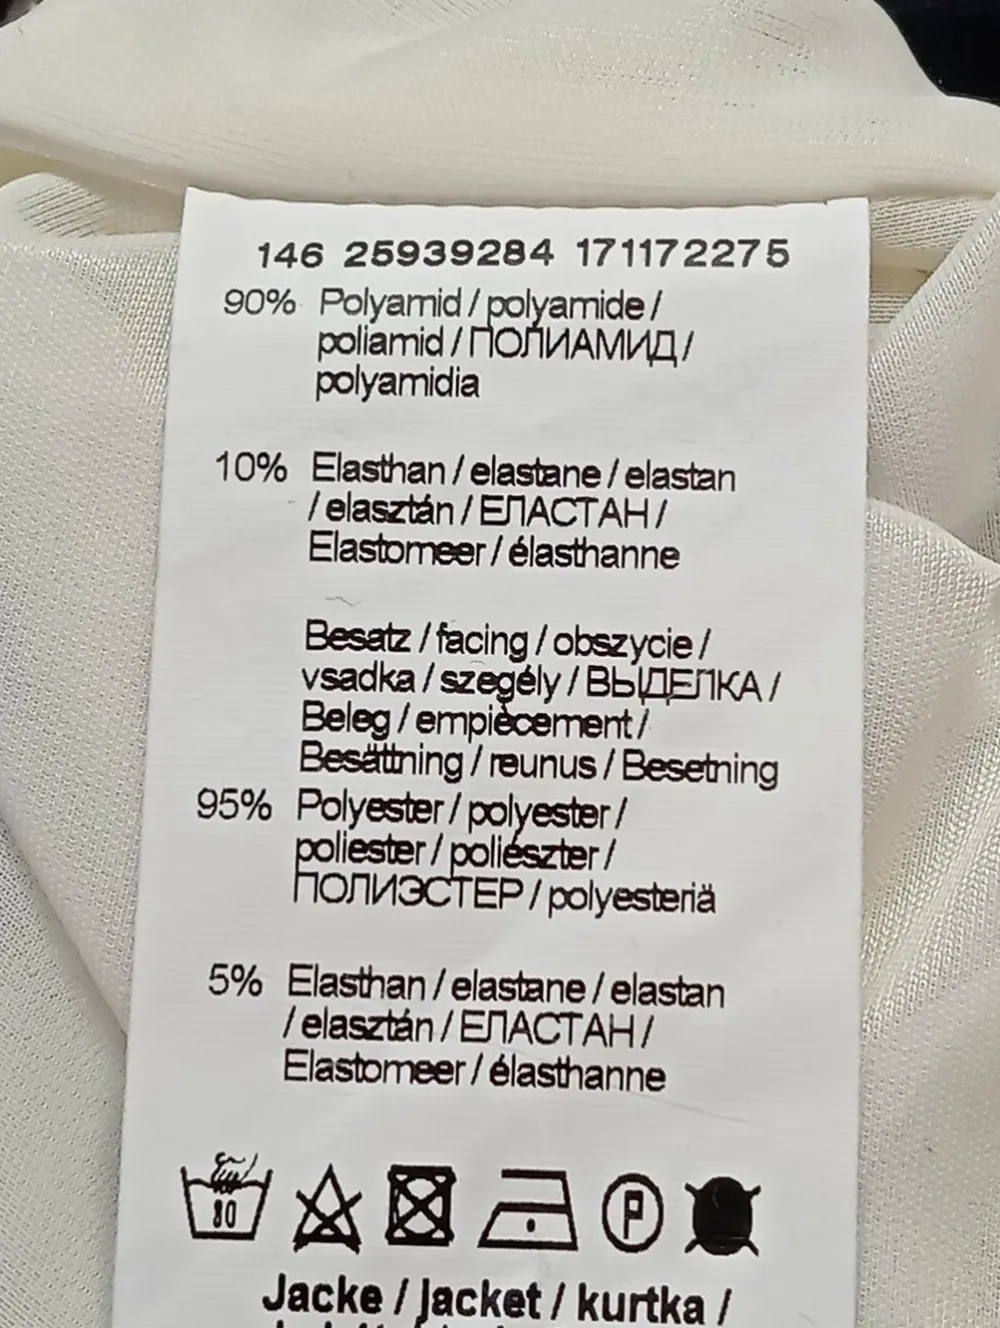 146 25939284 171172275
90% Polyamid / polyamide /
poliamid / ПОЛИАМИД /
polyamidia
10% Elasthan / elastane / elastan
/ elasztán / ЕЛАСТАН /
Elastomeer / élasthanne
Besatz / facing / obszycie /
vsadka / szegély / ВЫДЕЛКА /
Beleg / empiècement /
Besättning / reunus / Besetning
95% Polyester / polyester /
poliester / poliészter /
ПОЛИЭСТЕР / polyesteriä
5% Elasthan / elastane / elastan
/ elasztán / ЕЛАСТАН /
Elastomeer / élasthanne
P
Jacke / Jacket / kurtka /